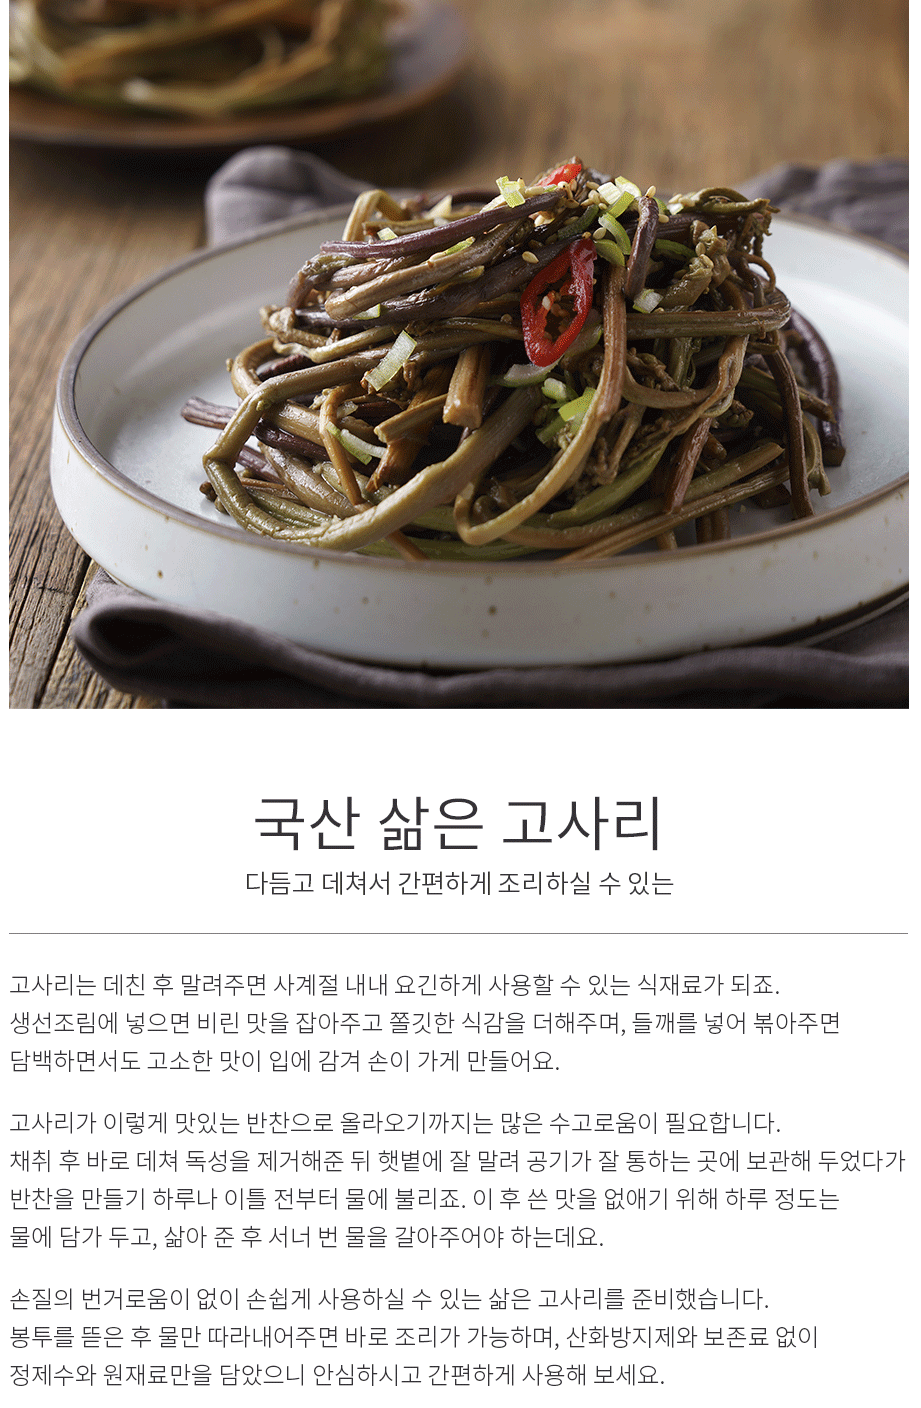 국산 삶은 고사리
다듬고 데쳐서 간편하게 조리하실 수 있는
고사리는 데친 후 말려주면 사계절 내내 요긴하게 사용할 수 있는 식재료가 되죠.
생선조림에 넣으면 비린 맛을 잡아주고 쫄깃한 식감을 더해주며, 들깨를 넣어 볶아주면
담백하면서도 고소한 맛이 입에 감겨 손이 가게 만들어요.
고사리가 이렇게 맛있는 반찬으로 올라오기까지는 많은 수고로움이 필요합니다.
채취 후 바로 데쳐 독성을 제거해준 뒤 햇볕에 잘 말려 공기가 잘 통하는 곳에 보관해 두었다가
반찬을 만들기 하루나 이틀 전부터 물에 불리죠. 이 후 쓴 맛을 없애기 위해 하루 정도는
물에 담가 두고, 삶아 준 후 서너 번 물을 갈아주어야 하는데요.
손질의 번거로움이 없이 손쉽게 사용하실 수 있는 삶은 고사리를 준비했습니다.
봉투를 뜯은 후 물만 따라내어주면 바로 조리가 가능하며, 산화방지제와 보존료 없이
정제수와 원재료만을 담았으니 안심하시고 간편하게 사용해 보세요.